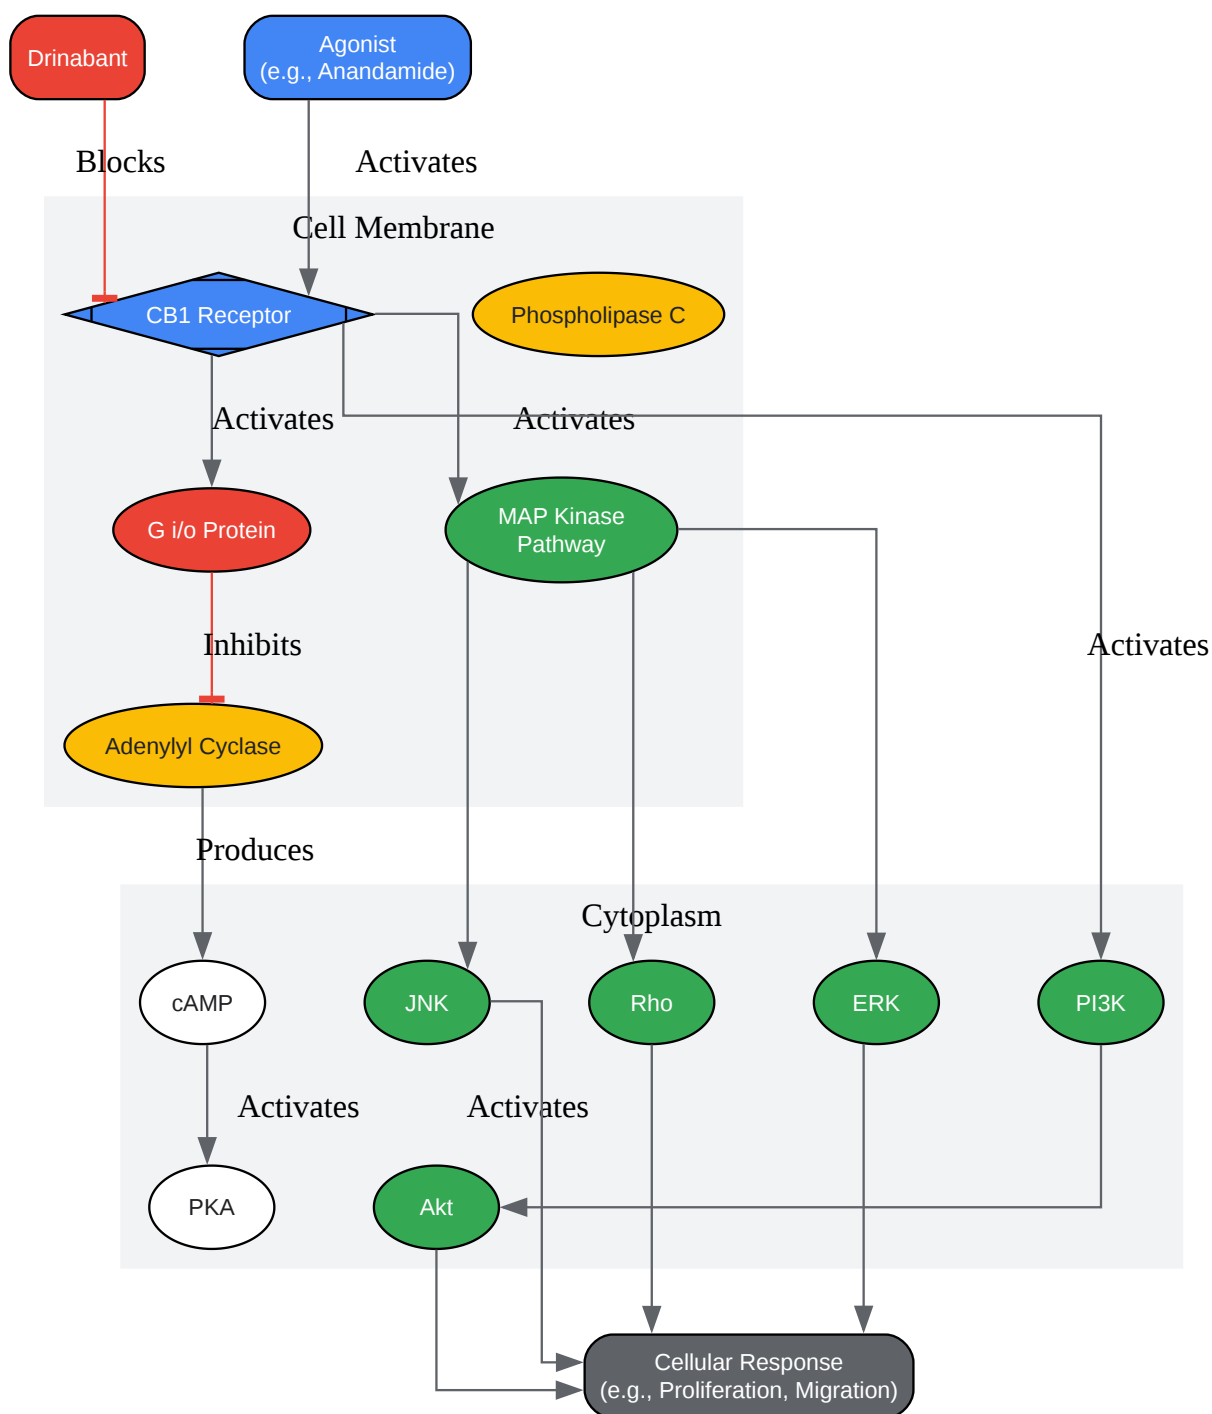 Drinabant
Agonist
(e.g., Anandamide)
Blocks
Activates
Cell Membrane
CB1 Receptor
Phospholipase C
Activates
Activates
G i/o Protein
MAP Kinase
Pathway
Inhibits
Activates
Adenylyl Cyclase
Produces
Cytoplasm
cAMP
JNK
Rho
ERK
PI3K
Activates
Activates
PKA
Akt
Cellular Response
(e.g., Proliferation, Migration)